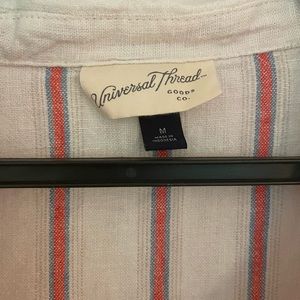 Universal Thread
GOODS
CO.
M
MADE IN
INDONESIA